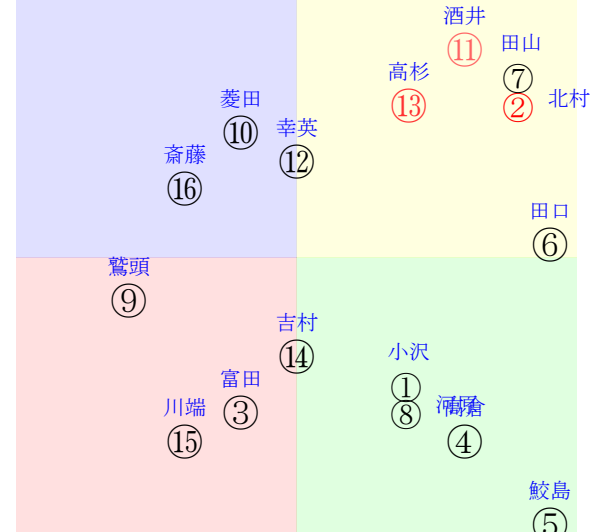 酒井
⑪
田山
⑦
高杉
⑬
② 北村
菱田
⑩
幸英
⑫
斎藤
⑯
田口
⑥
鷲頭
⑨
吉村
⑭
小沢
①
⑧
富田
③
川端
⑮
高倉
④
鮫島
⑤